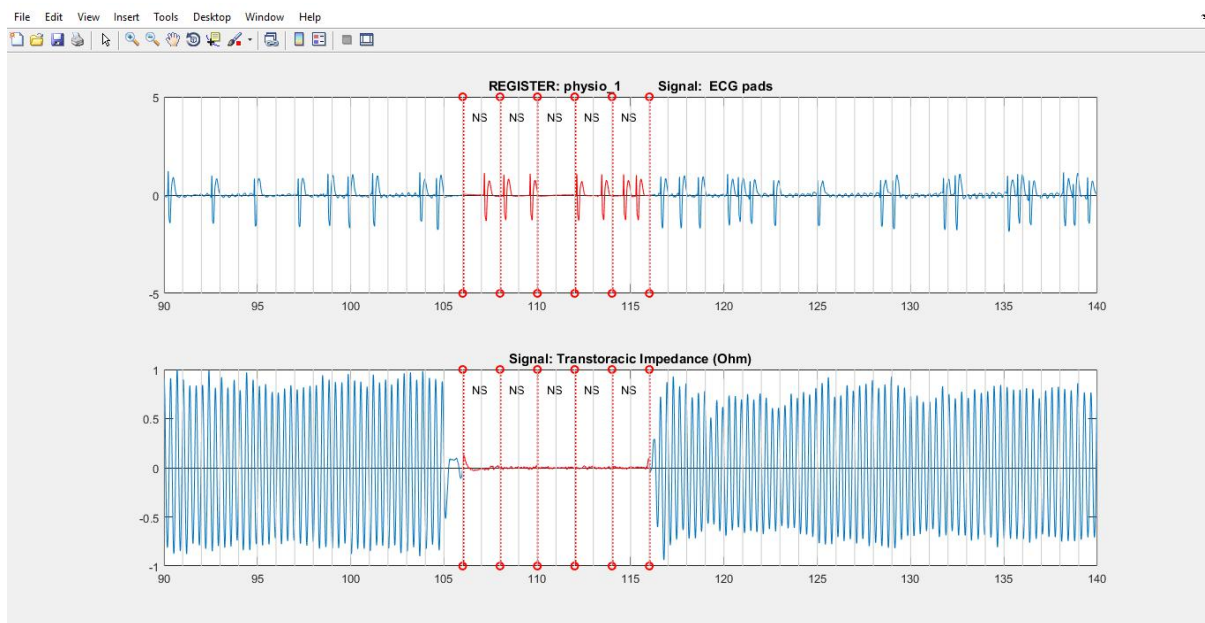 File Edit View Insert Tools Desktop Window Help
REGISTER: physio_1 Signal: ECG pads
5
NS NS NS NS NS
0
-5
90 95 100 105 110 115 120 125 130 135 140
Signal: Transtoracic Impedance (Ohm)
1
NS NS NS NS NS
0.5
0
-0.5
-1
90 95 100 105 110 115 120 125 130 135 140